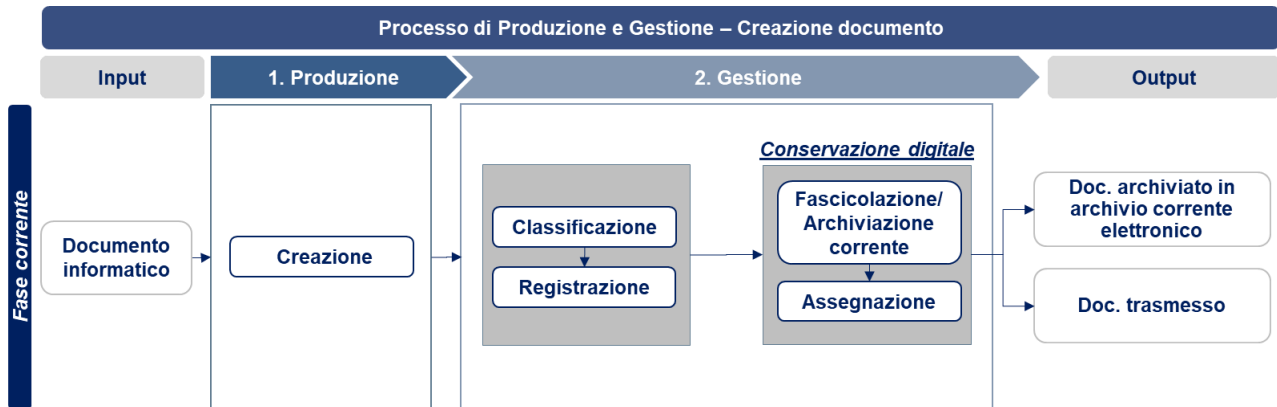 Processo di Produzione e Gestione – Creazione documento
Input
1. Produzione
2. Gestione
Output
Fase corrente
Documento
informatico
Creazione
Classificazione
Registrazione
Conservazione digitale
Fascicolazione/
Archiviazione
corrente
Assegnazione
Doc. archiviato in
archivio corrente
elettronico
Doc. trasmesso